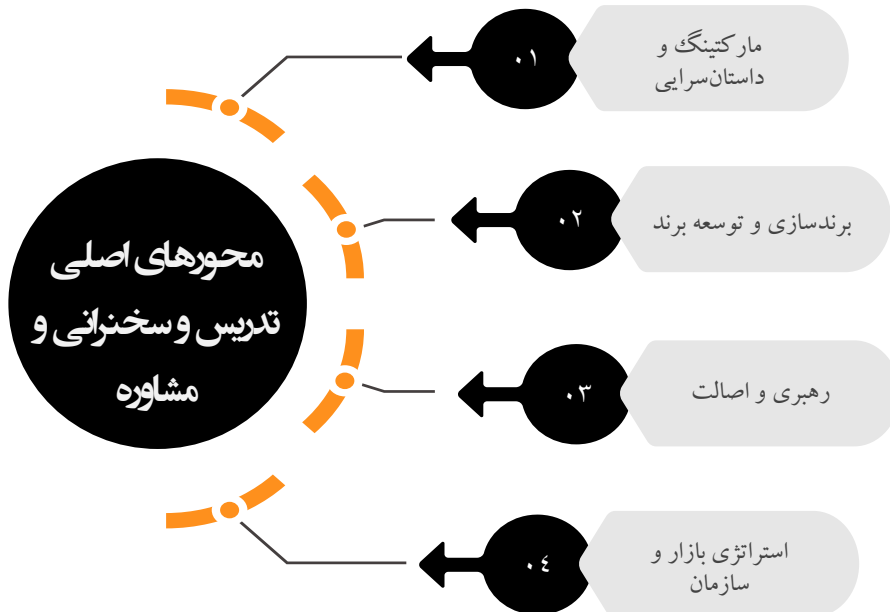 محورهای اصلی
تدریس و سخنرانی و
مشاوره
۰۱
مارکتینگ و
داستان‌سرایی
۰۲
برندسازی و توسعه برند
۰۳
رهبری و اصالت
۰٤
استراتژی بازار و
سازمان